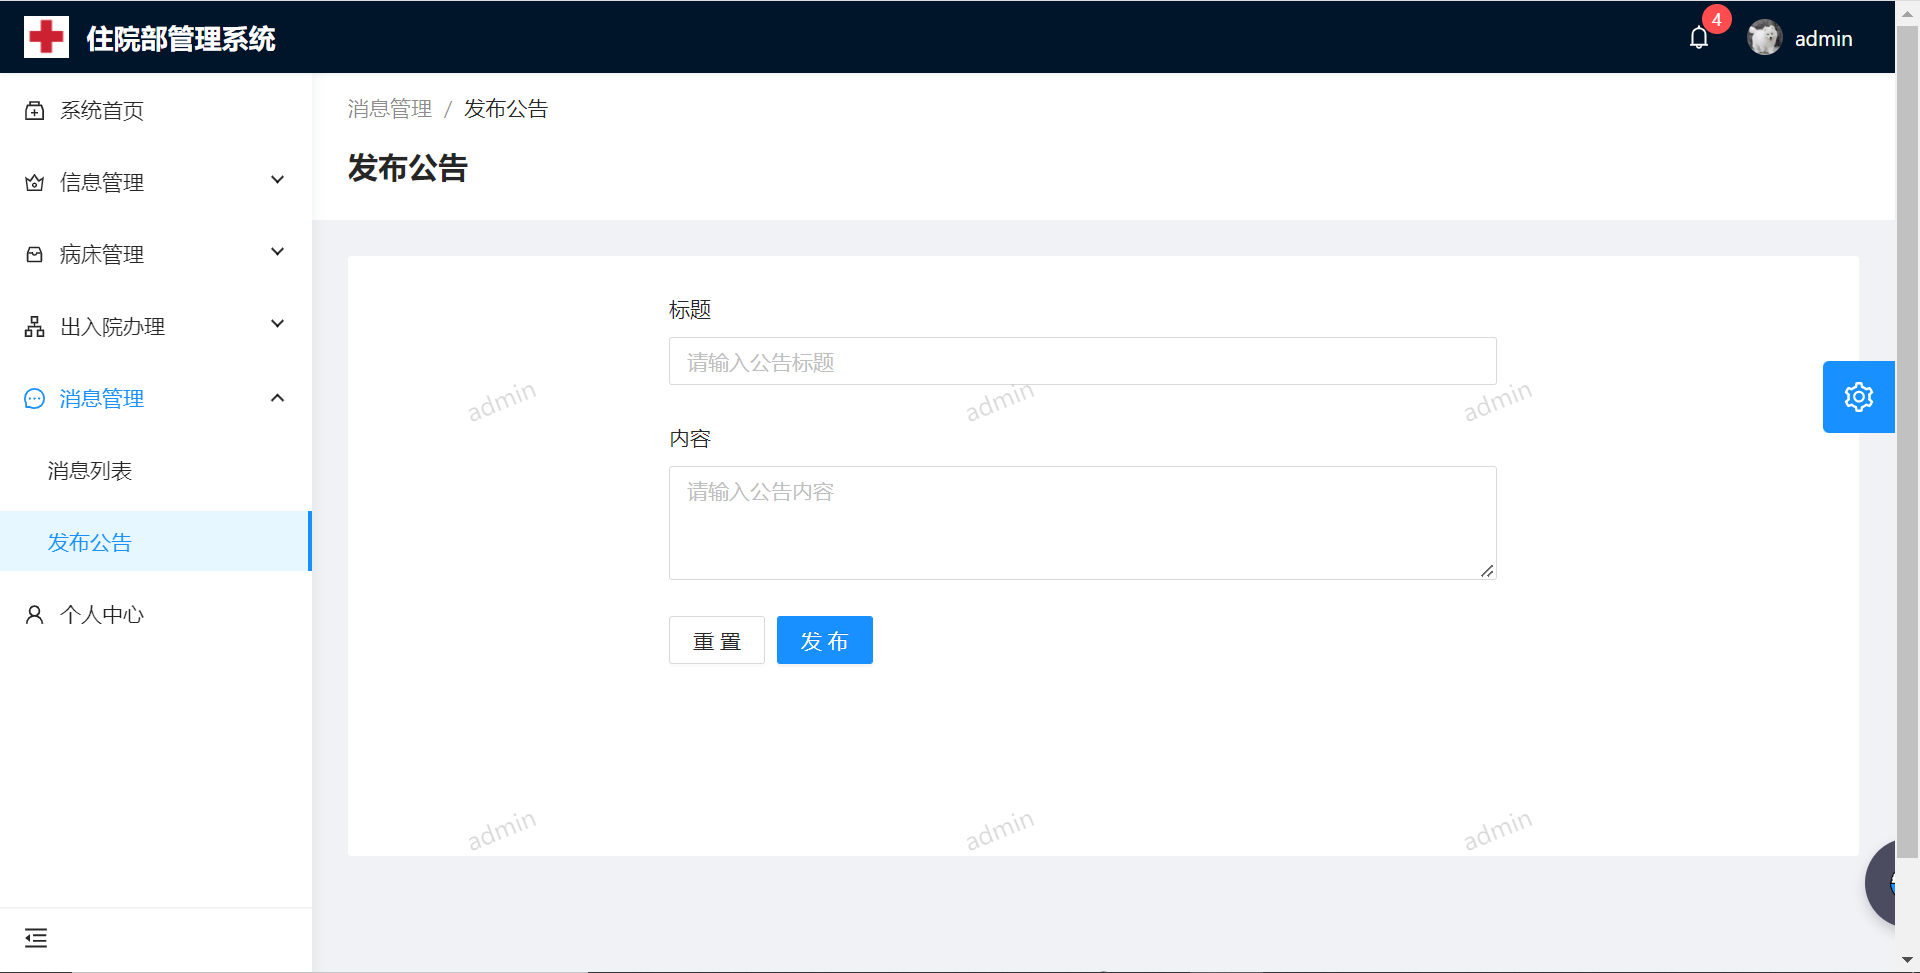 住院部管理系统
4
admin
系统首页
信息管理
病床管理
出入院办理
消息管理
消息列表
发布公告
个人中心
消息管理 / 发布公告
发布公告
标题
请输入公告标题
admin admin admin
内容
请输入公告内容
重 置 发 布
admin admin admin